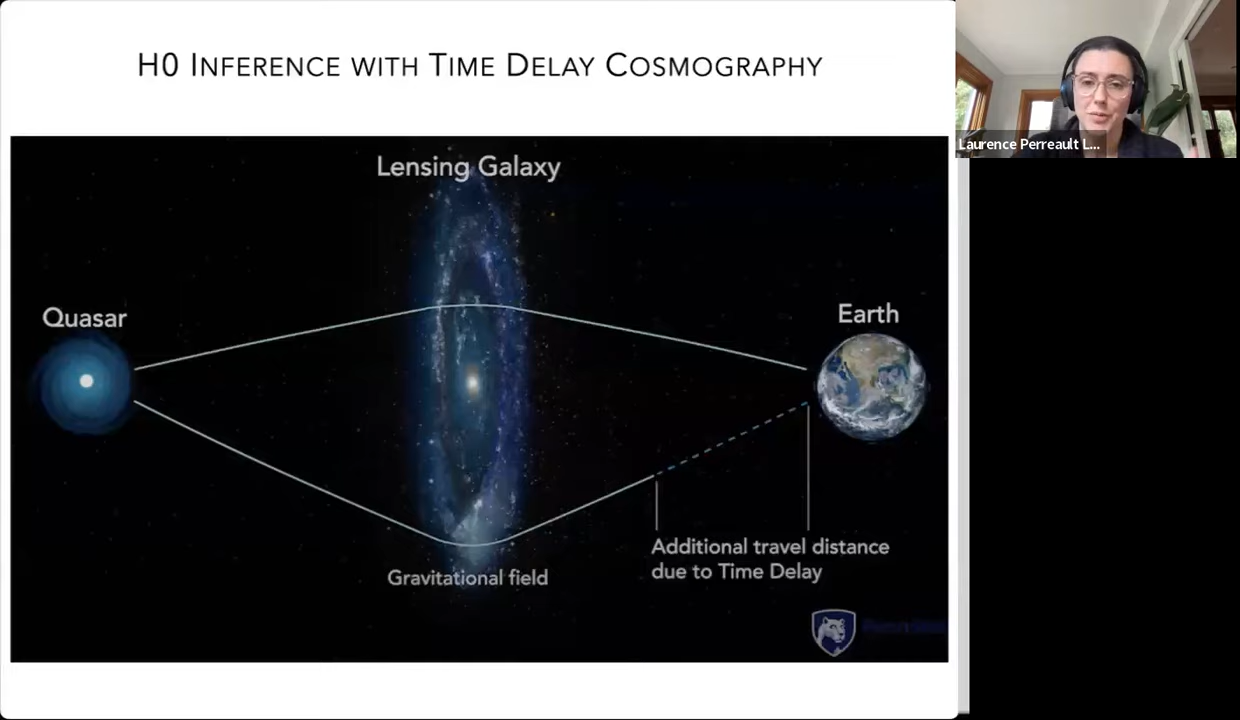 H0 INFERENCE WITH TIME DELAY COSMOGRAPHY
Laurence Perreault L...
Lensing Galaxy
Quasar
Earth
Additional travel distance
due to Time Delay
Gravitational field